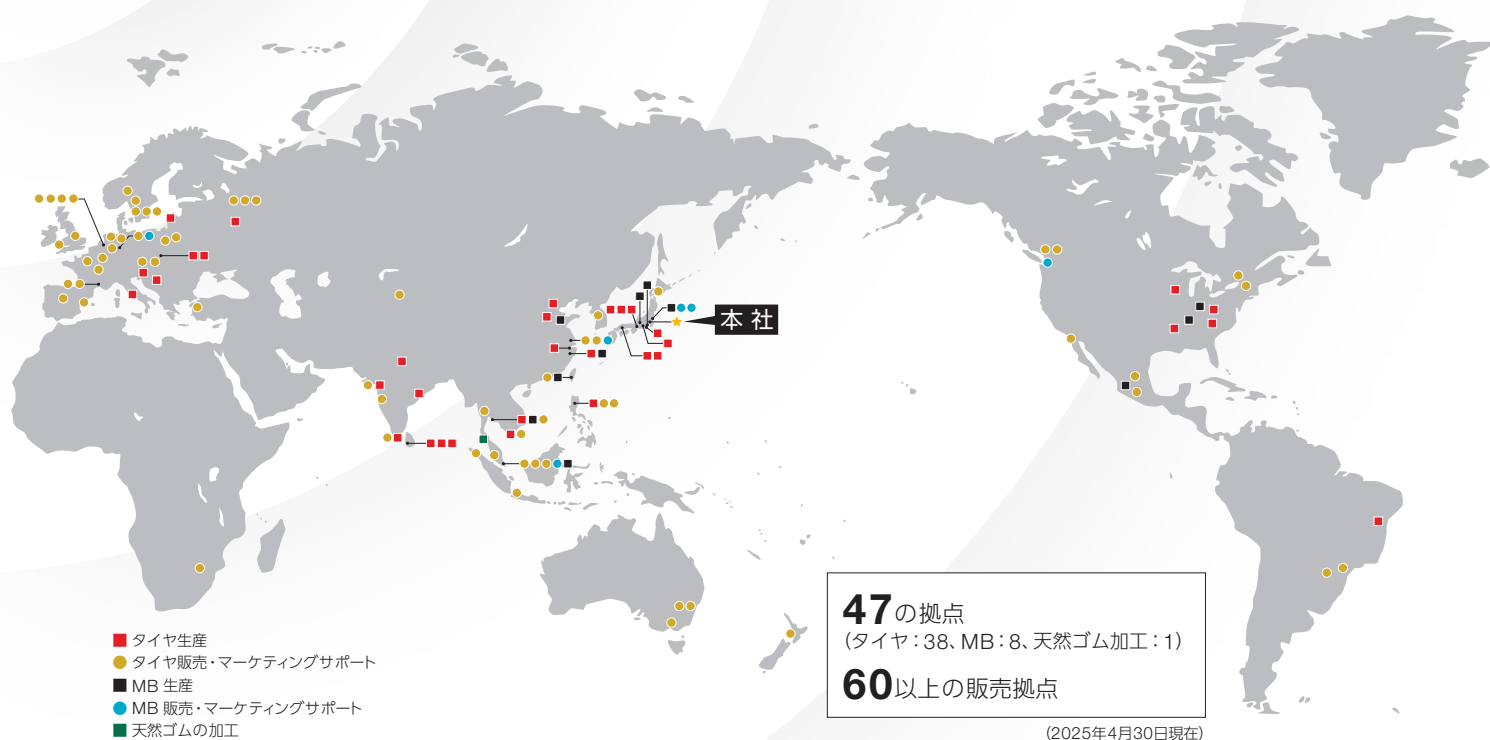 本社
タイヤ生産
タイヤ販売・マーケティングサポート
MB 生産
MB 販売・マーケティングサポート
天然ゴムの加工
47の拠点
(タイヤ:38、MB:8、天然ゴム加工:1)
60以上の販売拠点
(2025年4月30日現在)